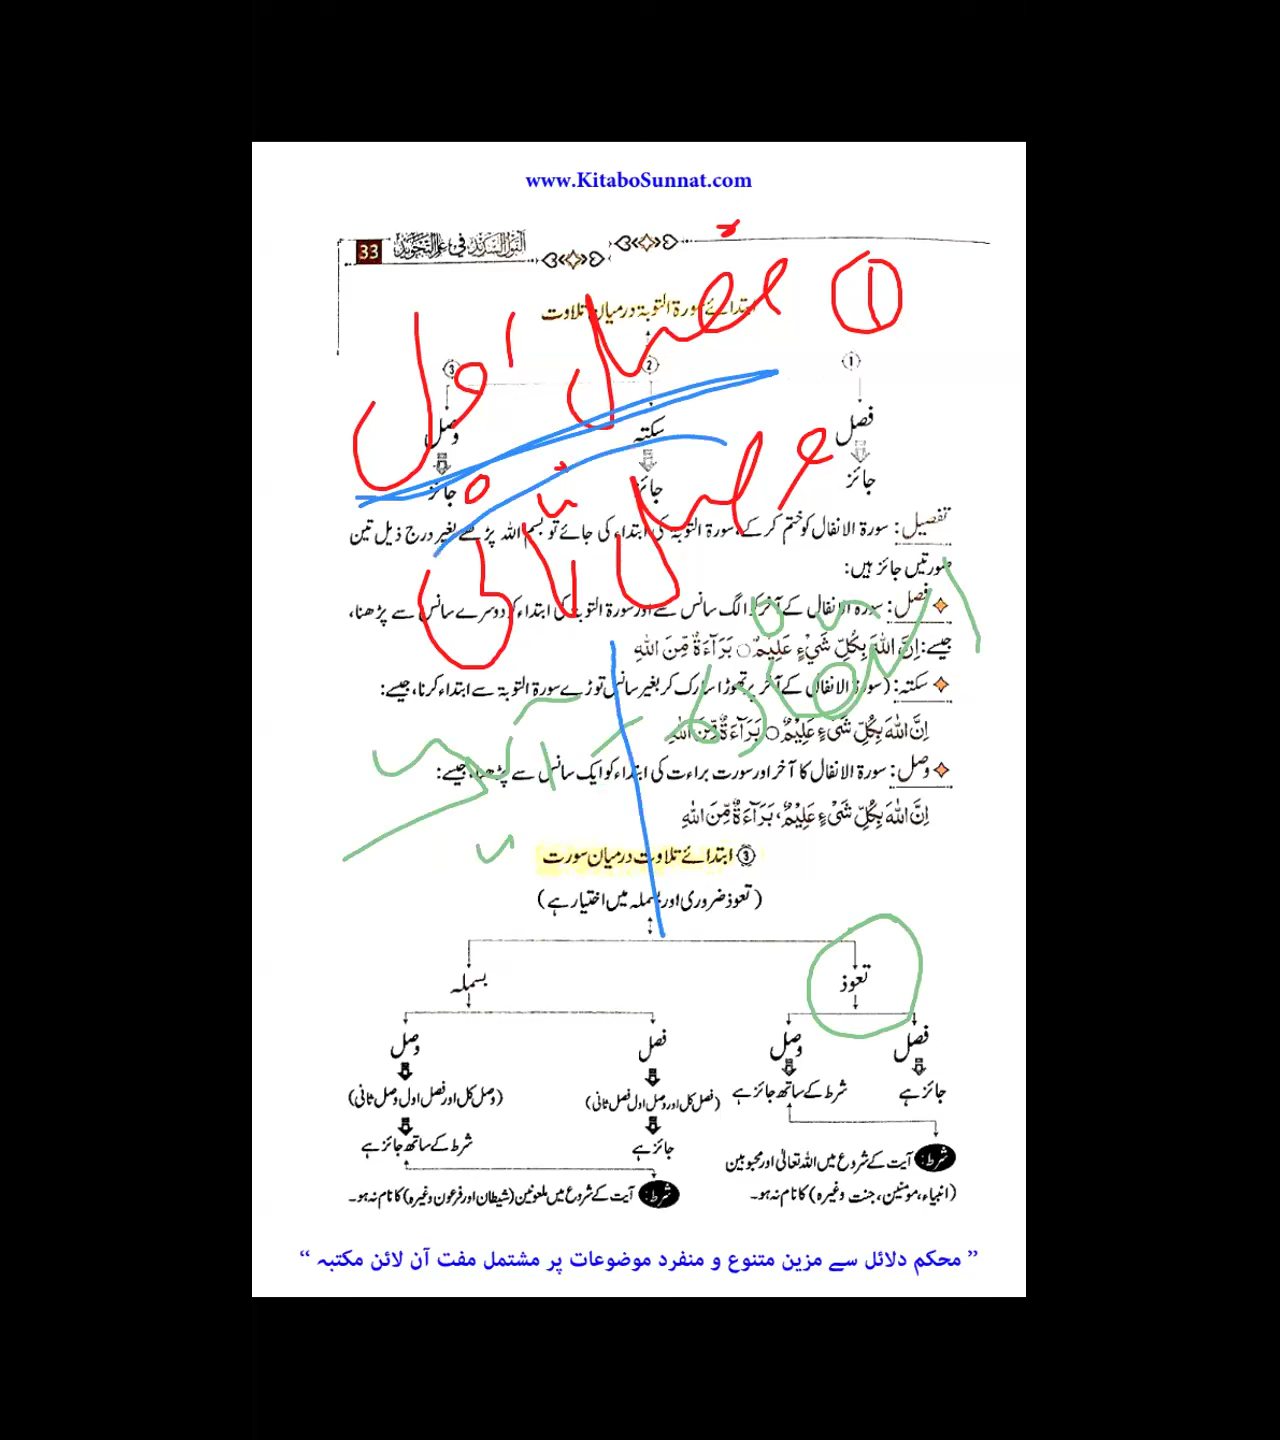 www.KitaboSunnat.com
القول السديد في علم التجويد 33
ابتدائے سورۃ التوبۃ درمیان تلاوت
① ② ③
فصل سکتہ وصل
جائز جائز جائز
تفصیل: سورۃ الانفال کو ختم کر کے، سورۃ التوبۃ کی ابتداء کی جائے تو بسم اللہ پڑھے بغیر درج ذیل تین
صورتیں جائز ہیں:
فصل: سورۃ الانفال کے آخر کو الگ سانس سے اور سورۃ التوبۃ کی ابتداء کو دوسرے سانس سے پڑھنا،
جیسے: اِنَّ اللّٰهَ بِكُلِّ شَيْءٍ عَلِيْمٌ ○ بَرَآءَةٌ مِّنَ اللّٰهِ
سکتہ: (سورۃ الانفال کے آخر پر تھوڑا سا رک کر بغیر سانس توڑے سورۃ التوبۃ سے ابتدا کرنا، جیسے:
اِنَّ اللّٰهَ بِكُلِّ شَيْءٍ عَلِيْمٌ ○ بَرَآءَةٌ مِّنَ اللّٰهِ
وصل: سورۃ الانفال کا آخر اور سورت براءت کی ابتداء کو ایک سانس سے پڑھنا، جیسے:
اِنَّ اللّٰهَ بِكُلِّ شَيْءٍ عَلِيْمٌ، بَرَآءَةٌ مِّنَ اللّٰهِ
③ ابتدائے تلاوت درمیان سورت
(تعوذ ضروری اور بسملہ میں اختیار ہے)
تعوذ بسملہ
فصل وصل فصل وصل
جائز ہے شرط کے ساتھ جائز ہے (فصل کل اور وصل اول فصل ثانی) (وصل کل اور فصل اول وصل ثانی)
جائز ہے شرط کے ساتھ جائز ہے
شرط: آیت کے شروع میں اللہ تعالیٰ اور محبوبین
(انبیاء، مومنین، جنت وغیرہ) کا نام نہ ہو۔
شرط: آیت کے شروع میں ملعونین (شیطان اور فرعون وغیرہ) کا نام نہ ہو۔
” محکم دلائل سے مزین متنوع و منفرد موضوعات پر مشتمل مفت آن لائن مکتبہ “
① فصل اول
وصل ثانی